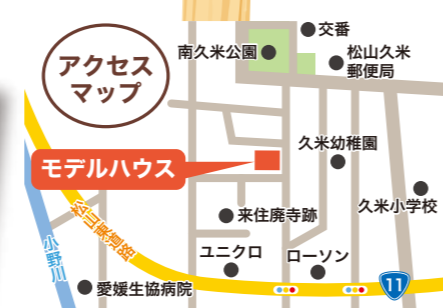 交番
南久米公園
松山久米
郵便局
アクセス
マップ
久米幼稚園
モデルハウス
久米小学校
来住廃寺跡
松山東道路
小野川
ユニクロ
ローソン
愛媛生協病院
11